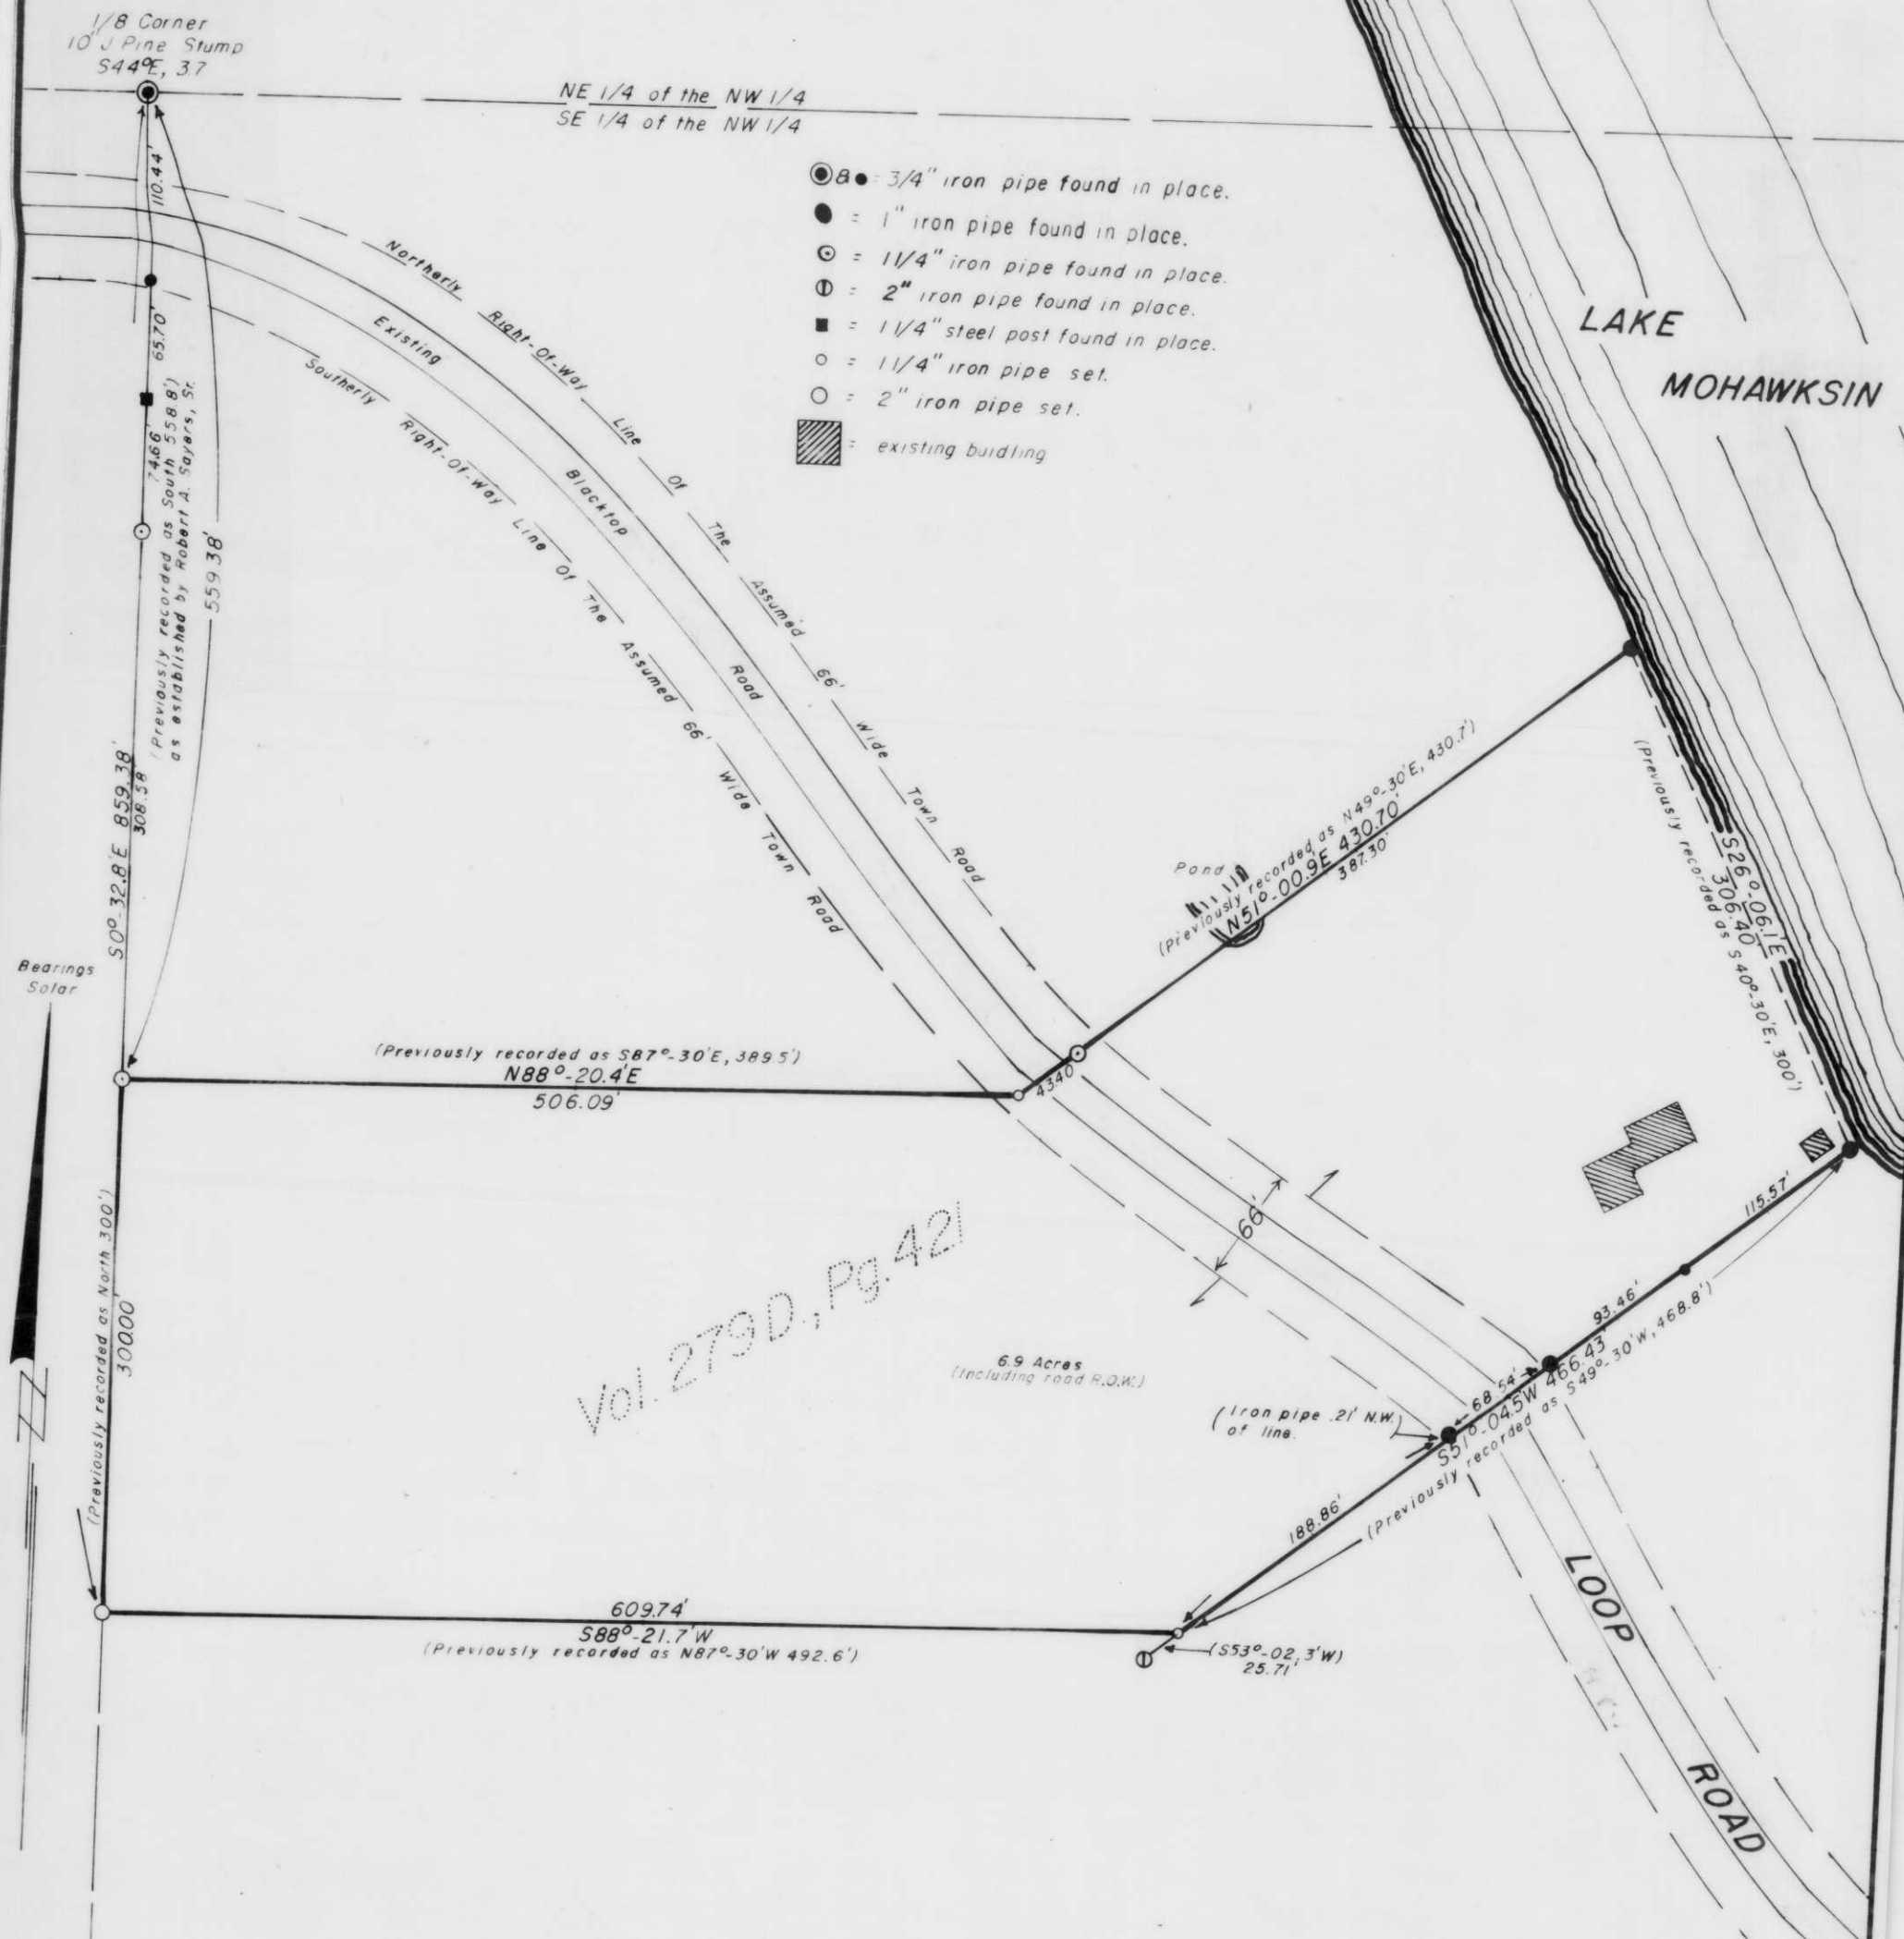 1/8 Corner
10" J Pine Stump
S44°E, 3.7
NE 1/4 of the NW 1/4
SE 1/4 of the NW 1/4
& = 3/4" iron pipe found in place.
= 1" iron pipe found in place.
= 1 1/4" iron pipe found in place.
= 2" iron pipe found in place.
= 1 1/4" steel post found in place.
= 1 1/4" iron pipe set.
= 2" iron pipe set.
= existing buidling
LAKE
MOHAWKSIN
110.44'
65.70'
74.66'
(Previously recorded as South 558.8')
as established by Robert A. Sayers, Sr.
559.38'
S0°-32.8'E 859.38'
308.58'
Northerly Right-Of-Way Line Of The Assumed 66' Wide Town Road
Existing Blacktop Road
Southerly Right-Of-Way Line Of The Assumed 66' Wide Town Road
Pond
(Previously recorded as N49°-30'E, 430.7')
N51°-00.9'E 430.70'
387.30'
43.40'
S26°-06.1'E
306.40'
(Previously recorded as S40°-30'E, 300')
Bearings
Solar
(Previously recorded as S87°-30'E, 389.5')
N88°-20.4'E
506.09'
(Previously recorded as North 300')
300.00'
66'
Vol. 279 D., Pg. 421
6.9 Acres
(Including road R.O.W.)
(Iron pipe .21' N.W.)
of line.
115.57'
93.46'
68.54'
S51°-04.5'W 466.43'
(Previously recorded as S49°-30'W, 468.8')
188.86'
609.74'
S88°-21.7'W
(Previously recorded as N87°-30'W 492.6')
(S53°-02,3'W)
25.71'
LOOP
ROAD